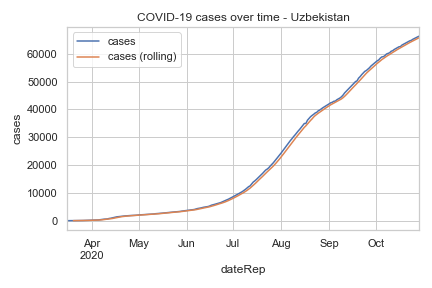 COVID-19 cases over time - Uzbekistan
cases
cases (rolling)
60000
50000
40000
30000
20000
10000
0
cases
Apr May Jun Jul Aug Sep Oct
2020
dateRep